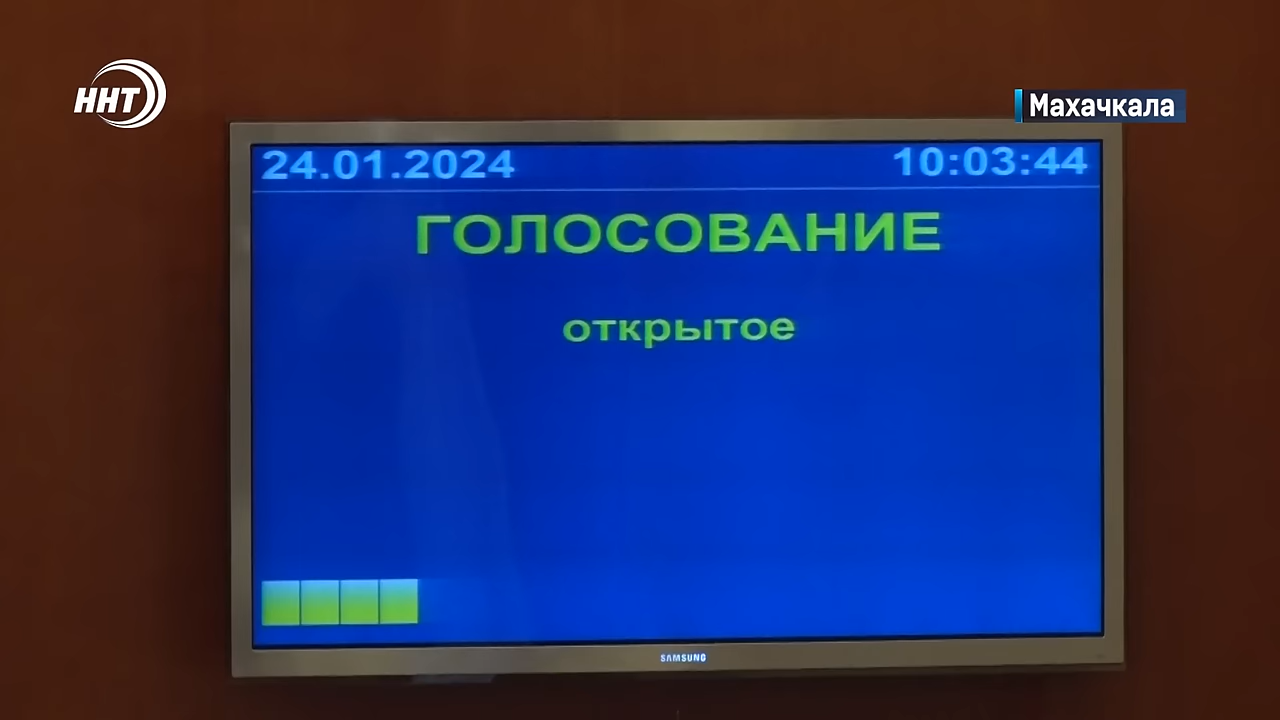 ННТ
Махачкала
24.01.2024 10:03:44
ГОЛОСОВАНИЕ
открытое
SAMSUNG